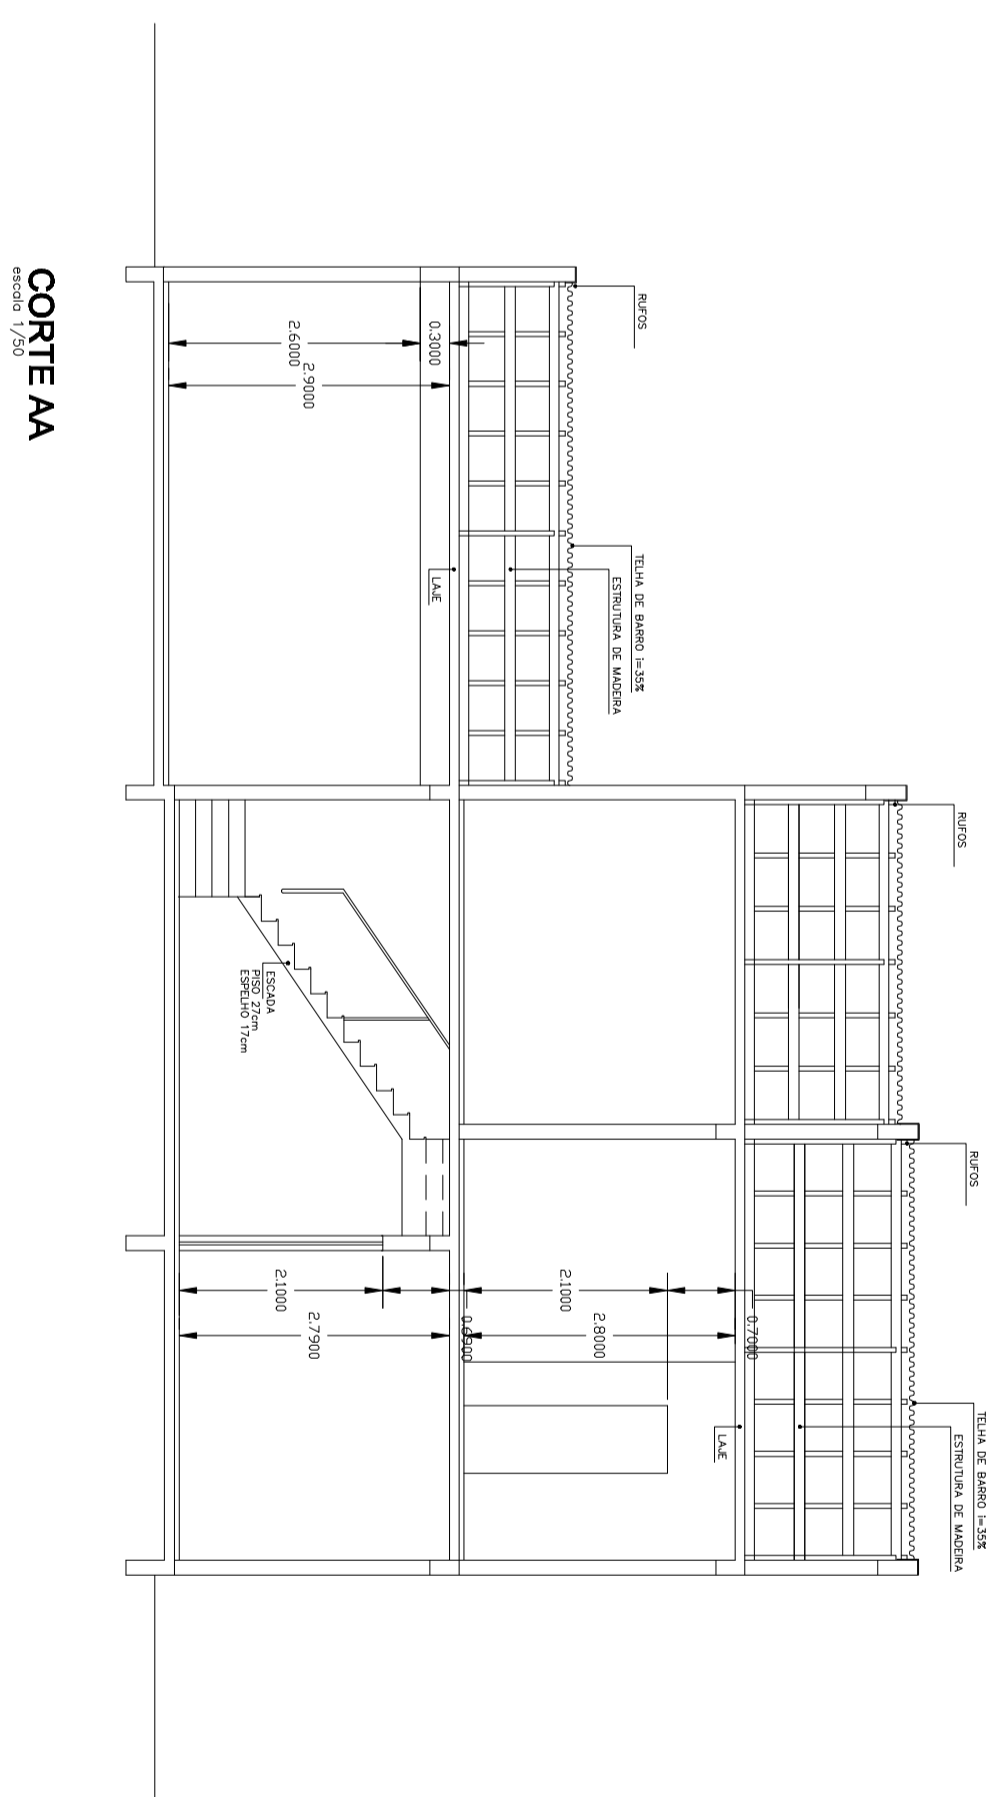 RUFOS
TELHA DE BARRO i=35%
ESTRUTURA DE MADEIRA
RUFOS
RUFOS
TELHA DE BARRO i=35%
ESTRUTURA DE MADEIRA
0.3000
2.6000
2.9000
LAJE
ESCADA
PISO 27cm
ESPELHO 17cm
0.7000
2.1000
2.8000
LAJE
0.6900
2.1000
2.7900
CORTE AA
escala 1/50